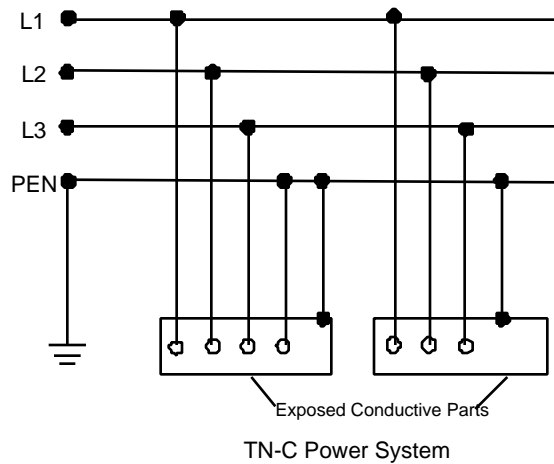 L1
L2
L3
PEN
Exposed Conductive Parts
TN-C Power System